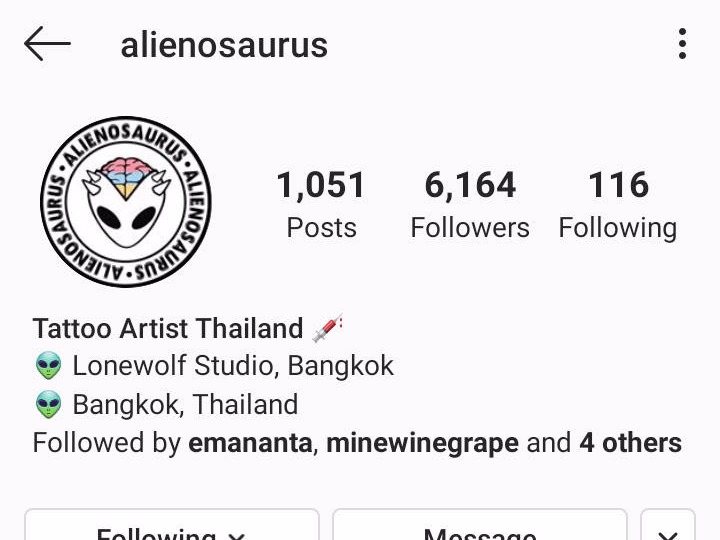 alienosaurus
ALIENOSAURUS · ALIENOSAURUS · ALIENOSAURUS ·
1,051 6,164 116
Posts Followers Following
Tattoo Artist Thailand 💉
👽 Lonewolf Studio, Bangkok
👽 Bangkok, Thailand
Followed by emananta, minewinegrape and 4 others
Following Message